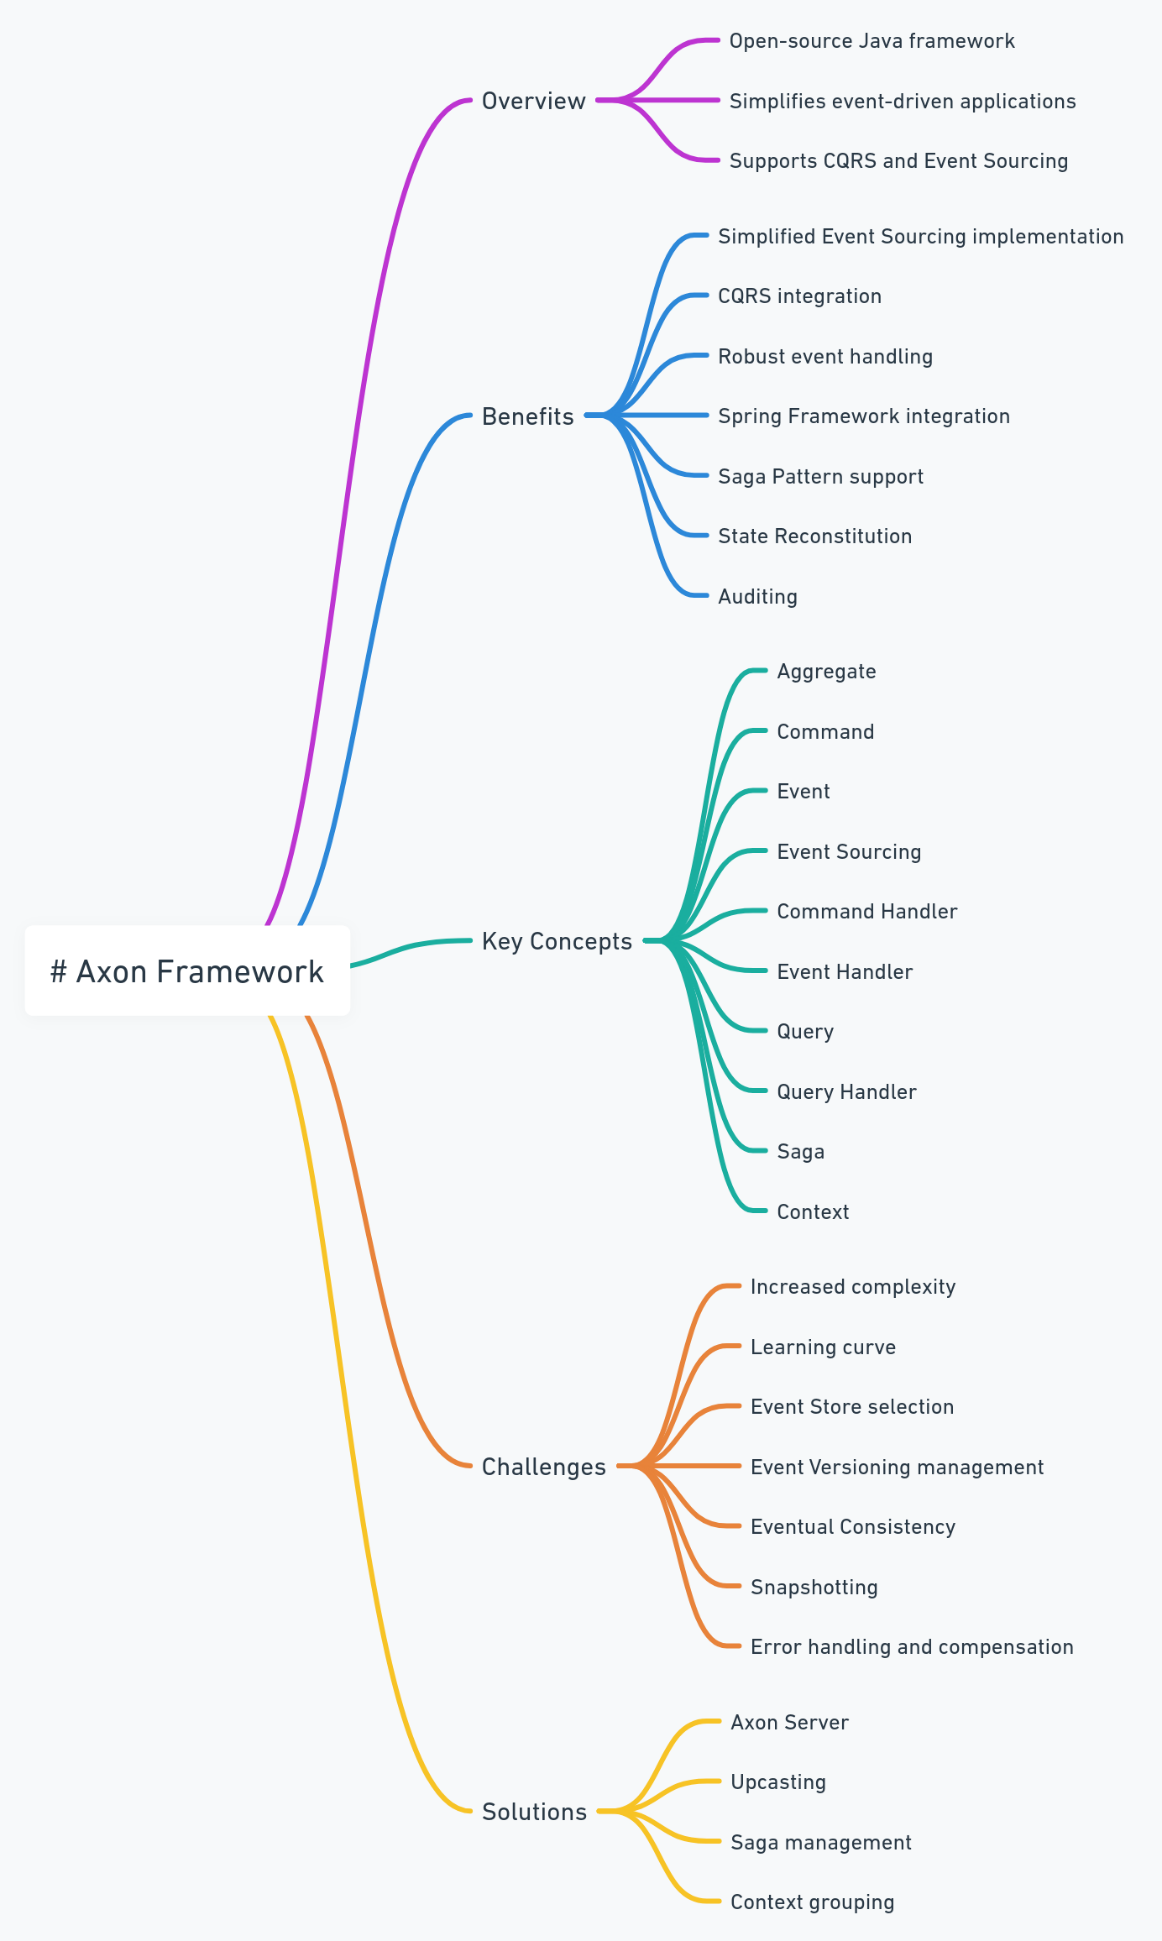 # Axon Framework
Overview
Open-source Java framework
Simplifies event-driven applications
Supports CQRS and Event Sourcing
Benefits
Simplified Event Sourcing implementation
CQRS integration
Robust event handling
Spring Framework integration
Saga Pattern support
State Reconstitution
Auditing
Key Concepts
Aggregate
Command
Event
Event Sourcing
Command Handler
Event Handler
Query
Query Handler
Saga
Context
Challenges
Increased complexity
Learning curve
Event Store selection
Event Versioning management
Eventual Consistency
Snapshotting
Error handling and compensation
Solutions
Axon Server
Upcasting
Saga management
Context grouping